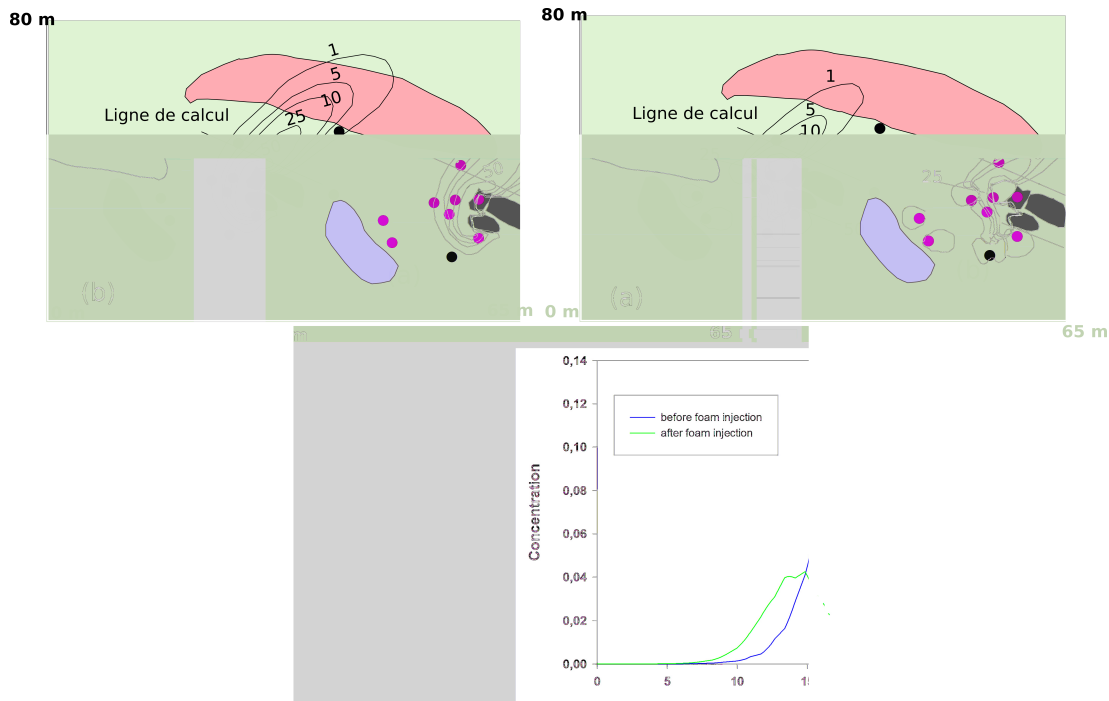 80 m
80 m
1
5
10
25
Ligne de calcul
1
5
10
Ligne de calcul
50
25
(b)
(a)
m
0 m
m
65
65 m
0,14
0,12
0,10
0,08
0,06
0,04
0,02
0,00
Concentration
before foam injection
after foam injection
0
5
10